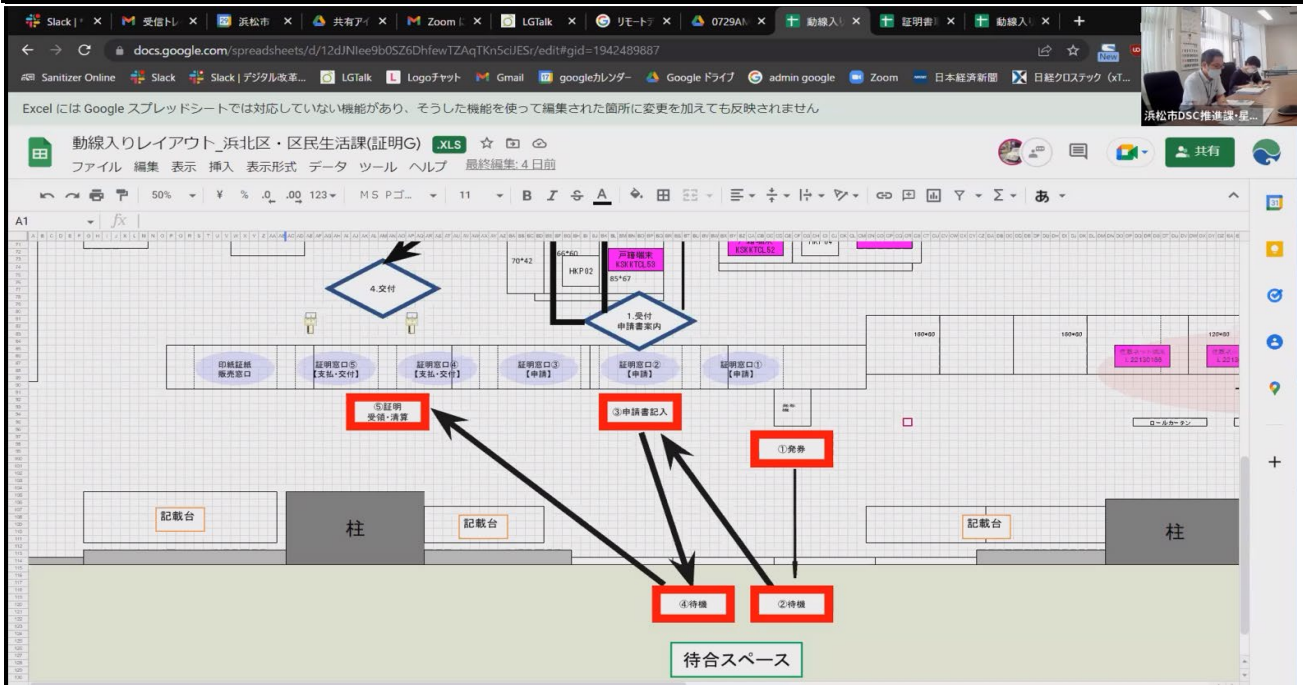 Slack | *
受信トレ
浜松市
共有アイ
Zoom
LGTalk
リモートデ
0729AN
動線入り
証明書
動線入り
docs.google.com/spreadsheets/d/12dJNIee9b0SZ6DhfewTZAqTKn5ciJESr/edit#gid=1942489887
New
Sanitizer Online
Slack
Slack | デジタル改革...
LGTalk
Logoチャット
Gmail
googleカレンダー
Google ドライブ
admin google
Zoom
日本経済新聞
日経クロステック（xT...
浜松市DSC推進課・星...
Excel には Google スプレッドシートでは対応していない機能があり、そうした機能を使って編集された箇所に変更を加えても反映されません
動線入りレイアウト_浜北区・区民生活課(証明G)
.XLS
ファイル 編集 表示 挿入 表示形式 データ ツール ヘルプ
最終編集: 4 日前
共有
50%
¥ % .0 .00 123
ＭＳ Ｐゴ...
11
B I S A
あ
A1
fx
70*42
66*60
HKP02
戸籍端末
KSKKTCL53
85*67
KSKKTCL52
4.交付
1.受付
申請書案内
160*60
180*60
120*60
印紙証紙
販売窓口
証明窓口⑤
【支払・交付】
証明窓口④
【支払・交付】
証明窓口③
【申請】
証明窓口②
【申請】
証明窓口①
【申請】
⑤証明
受領・清算
③申請書記入
①発券
ロールカーテン
記載台
柱
記載台
記載台
柱
④待機
②待機
待合スペース